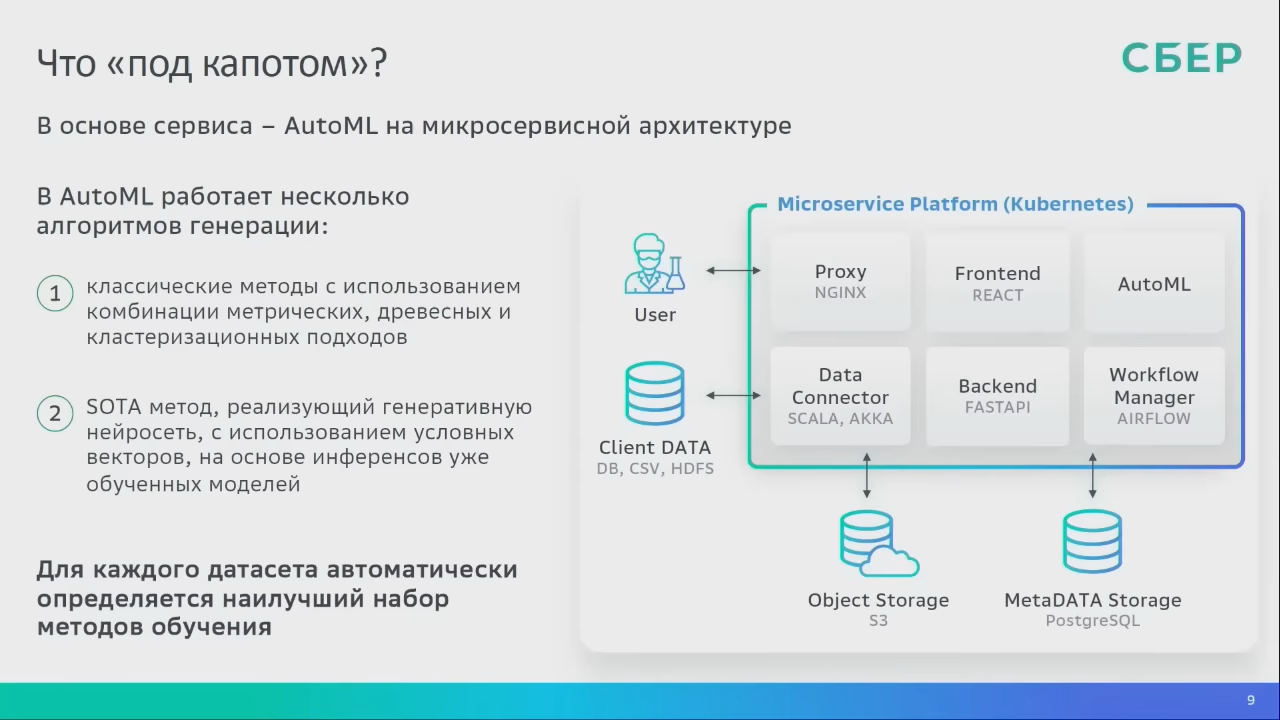 Что «под капотом»?
СБЕР
В основе сервиса – AutoML на микросервисной архитектуре
В AutoML работает несколько
алгоритмов генерации:
1
классические методы с использованием
комбинации метрических, древесных и
кластеризационных подходов
2
SOTA метод, реализующий генеративную
нейросеть, с использованием условных
векторов, на основе инференсов уже
обученных моделей
Для каждого датасета автоматически
определяется наилучший набор
методов обучения
Microservice Platform (Kubernetes)
User
Proxy
NGINX
Frontend
REACT
AutoML
Client DATA
DB, CSV, HDFS
Data
Connector
SCALA, AKKA
Backend
FASTAPI
Workflow
Manager
AIRFLOW
Object Storage
S3
MetaDATA Storage
PostgreSQL
9